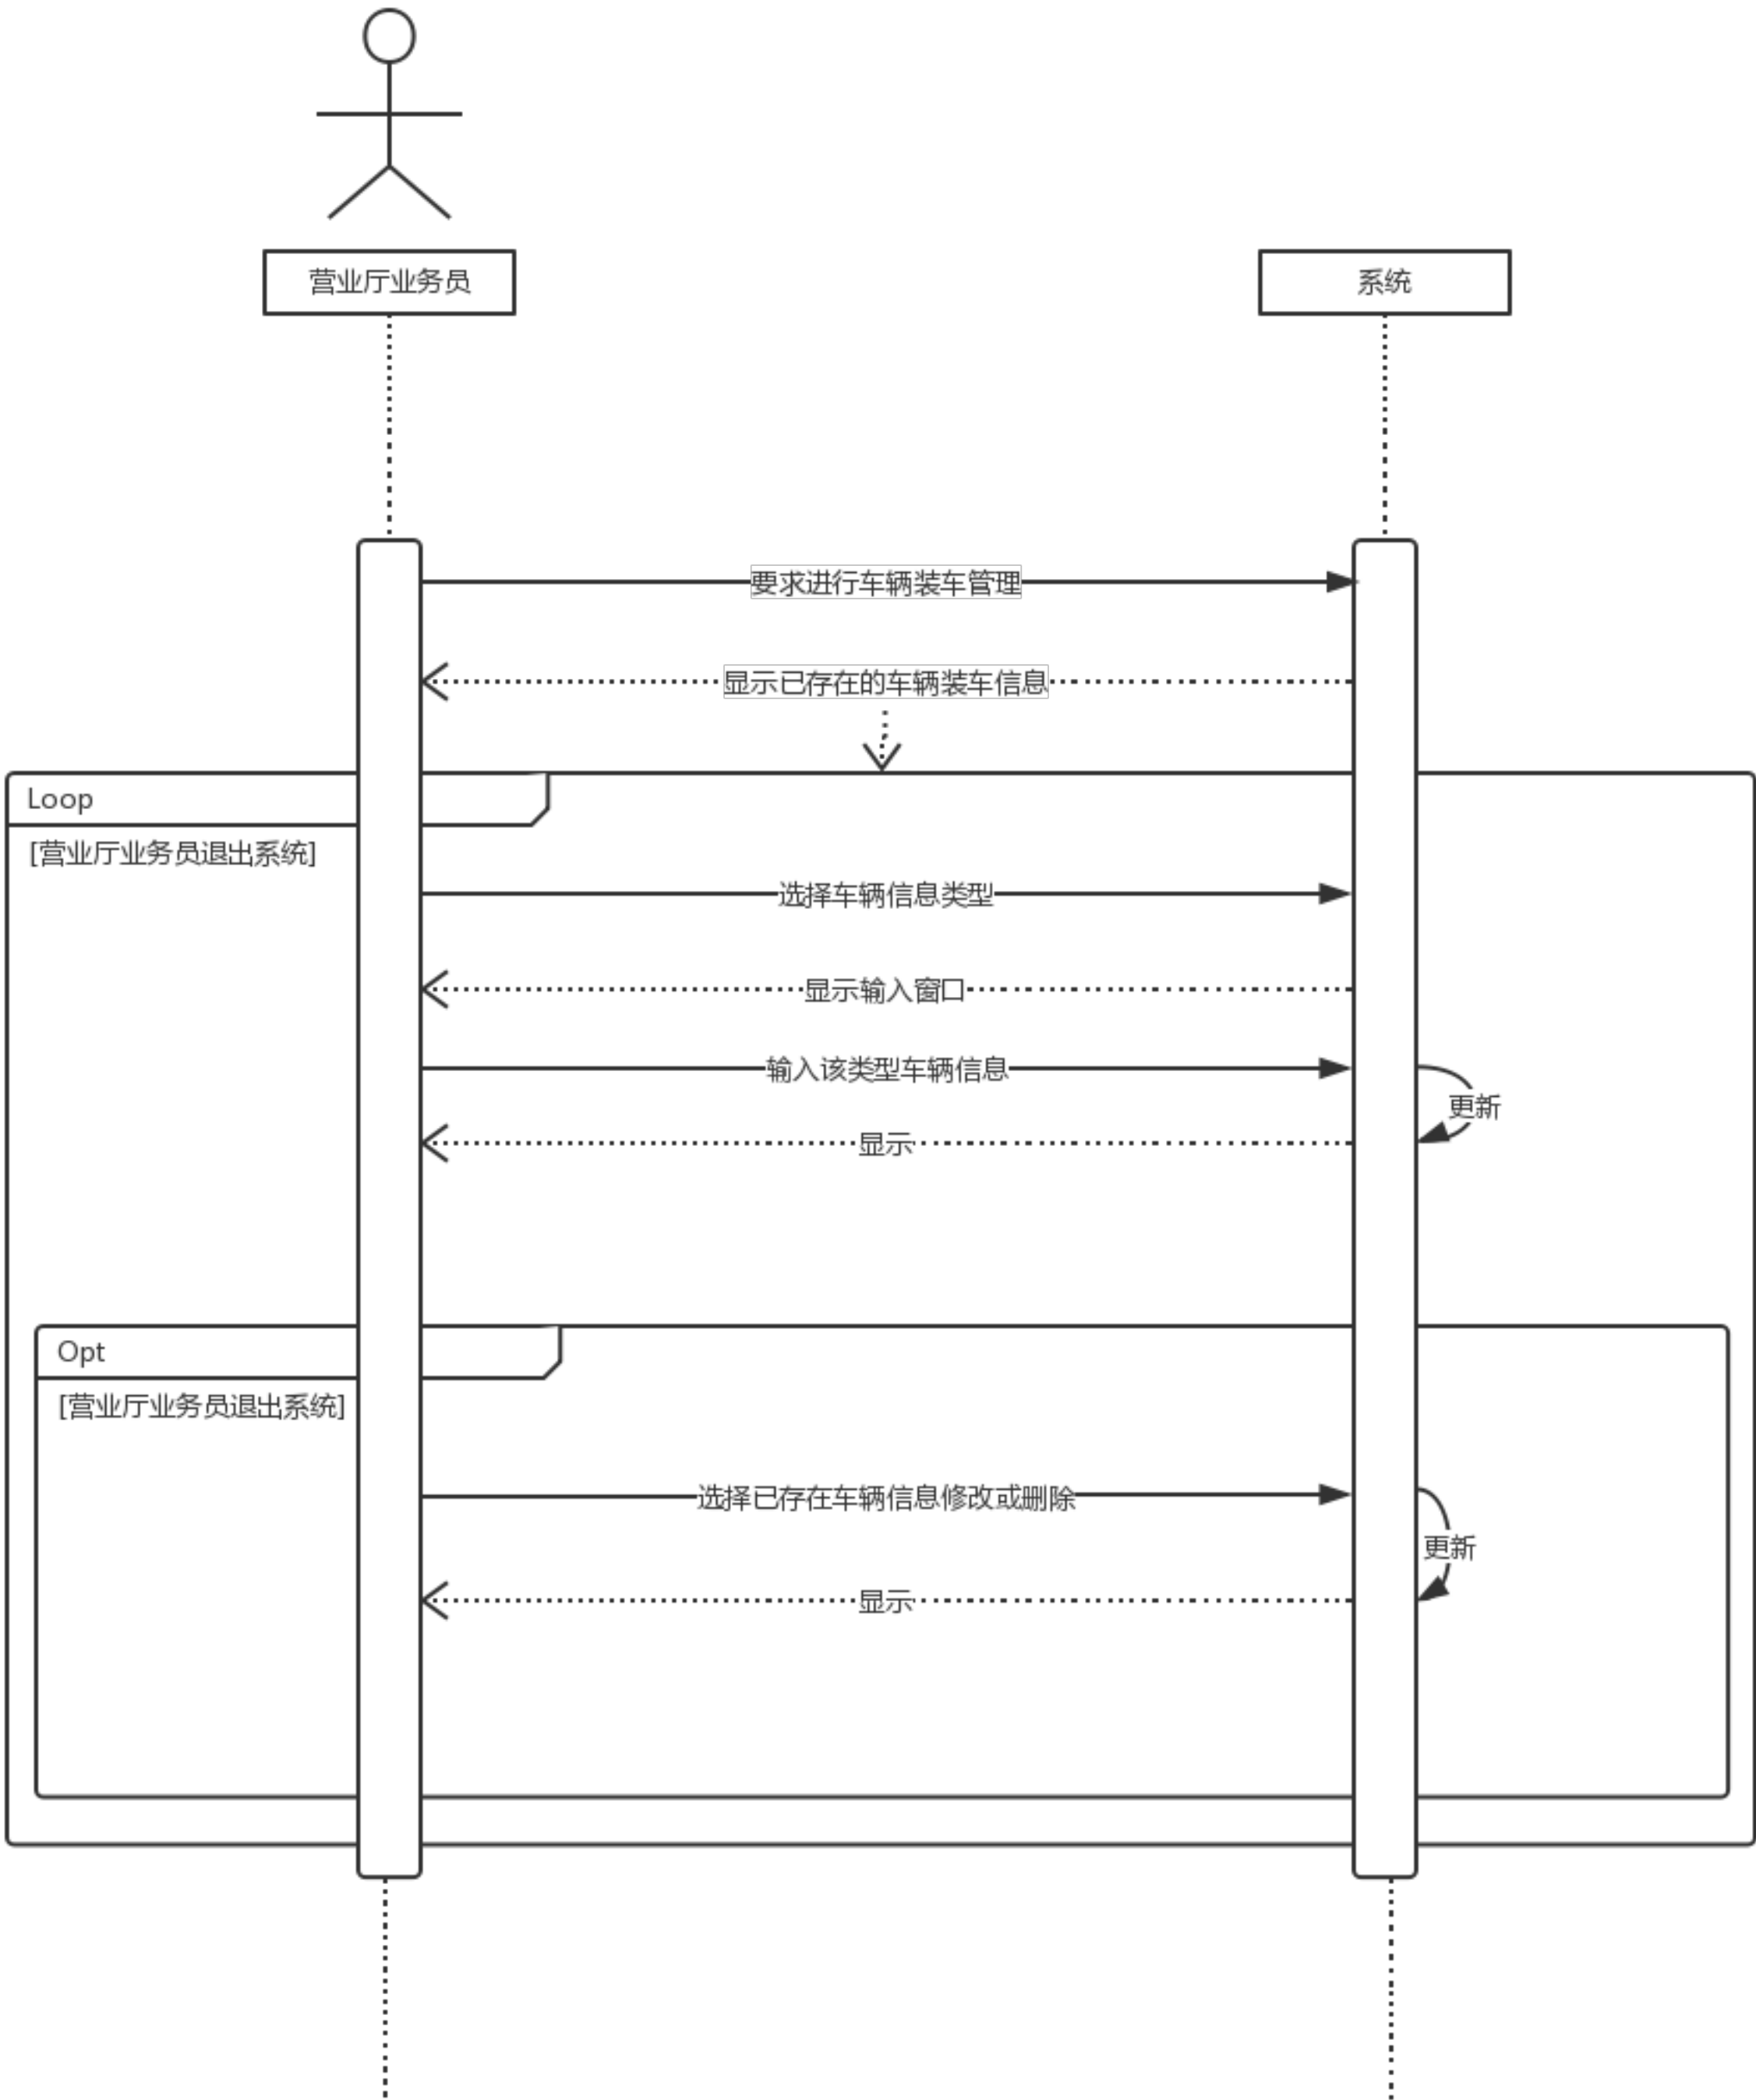 营业厅业务员
系统
要求进行车辆装车管理
显示已存在的车辆装车信息
Loop
[营业厅业务员退出系统]
选择车辆信息类型
显示输入窗口
输入该类型车辆信息
更新
显示
Opt
[营业厅业务员退出系统]
选择已存在车辆信息修改或删除
更新
显示